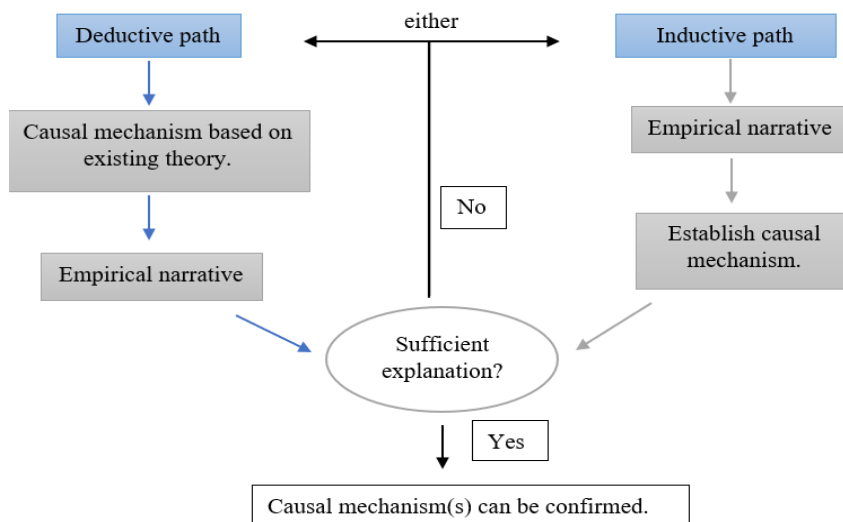 either
Deductive path
Inductive path
Causal mechanism based on
existing theory.
Empirical narrative
No
Establish causal
mechanism.
Empirical narrative
Sufficient
explanation?
Yes
Causal mechanism(s) can be confirmed.